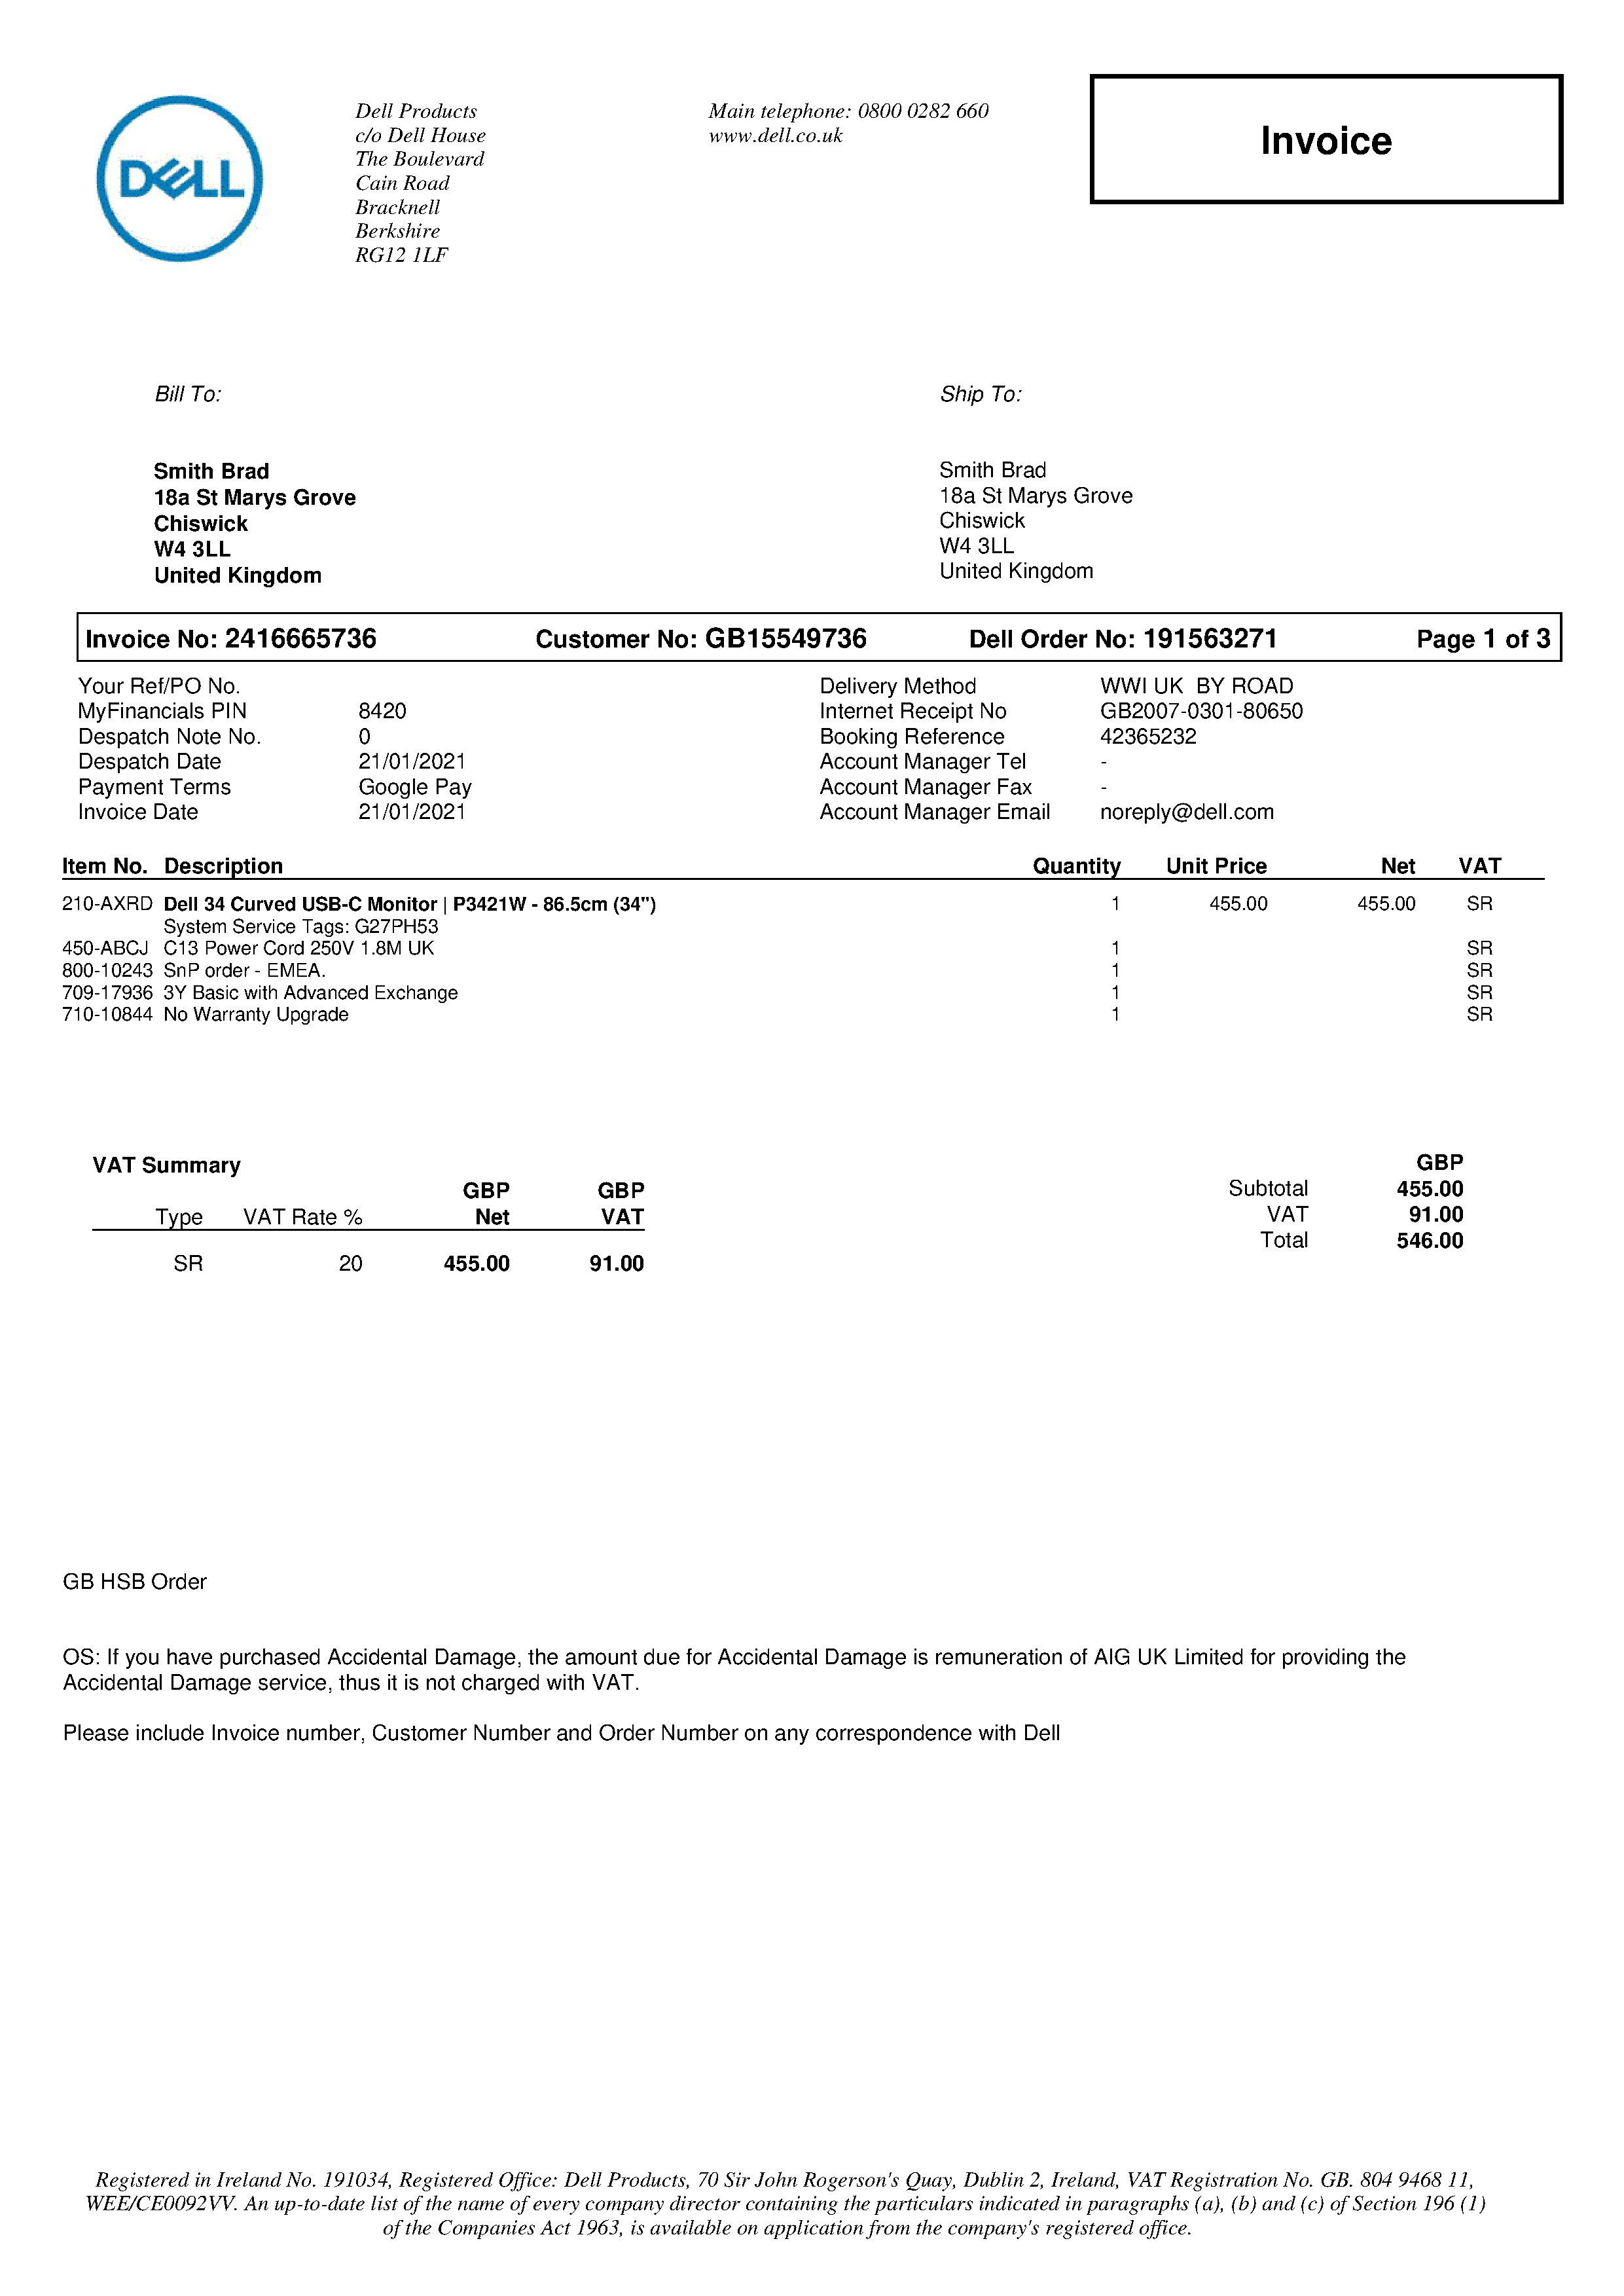 DELL
Dell Products
c/o Dell House
The Boulevard
Cain Road
Bracknell
Berkshire
RG12 1LF
Main telephone: 0800 0282 660
www.dell.co.uk
Invoice
Bill To:
Smith Brad
18a St Marys Grove
Chiswick
W4 3LL
United Kingdom
Ship To:
Smith Brad
18a St Marys Grove
Chiswick
W4 3LL
United Kingdom
Invoice No: 2416665736 Customer No: GB15549736 Dell Order No: 191563271 Page 1 of 3
Your Ref/PO No.
MyFinancials PIN 8420
Despatch Note No. 0
Despatch Date 21/01/2021
Payment Terms Google Pay
Invoice Date 21/01/2021
Delivery Method WWI UK  BY ROAD
Internet Receipt No GB2007-0301-80650
Booking Reference 42365232
Account Manager Tel -
Account Manager Fax -
Account Manager Email noreply@dell.com
Item No. Description Quantity Unit Price Net VAT
210-AXRD Dell 34 Curved USB-C Monitor | P3421W - 86.5cm (34") 1 455.00 455.00 SR
System Service Tags: G27PH53
450-ABCJ C13 Power Cord 250V 1.8M UK 1 SR
800-10243 SnP order - EMEA. 1 SR
709-17936 3Y Basic with Advanced Exchange 1 SR
710-10844 No Warranty Upgrade 1 SR
VAT Summary
GBP GBP
Type VAT Rate % Net VAT
SR 20 455.00 91.00
GBP
Subtotal 455.00
VAT 91.00
Total 546.00
GB HSB Order
OS: If you have purchased Accidental Damage, the amount due for Accidental Damage is remuneration of AIG UK Limited for providing the
Accidental Damage service, thus it is not charged with VAT.
Please include Invoice number, Customer Number and Order Number on any correspondence with Dell
Registered in Ireland No. 191034, Registered Office: Dell Products, 70 Sir John Rogerson's Quay, Dublin 2, Ireland, VAT Registration No. GB. 804 9468 11,
WEE/CE0092VV. An up-to-date list of the name of every company director containing the particulars indicated in paragraphs (a), (b) and (c) of Section 196 (1)
of the Companies Act 1963, is available on application from the company's registered office.